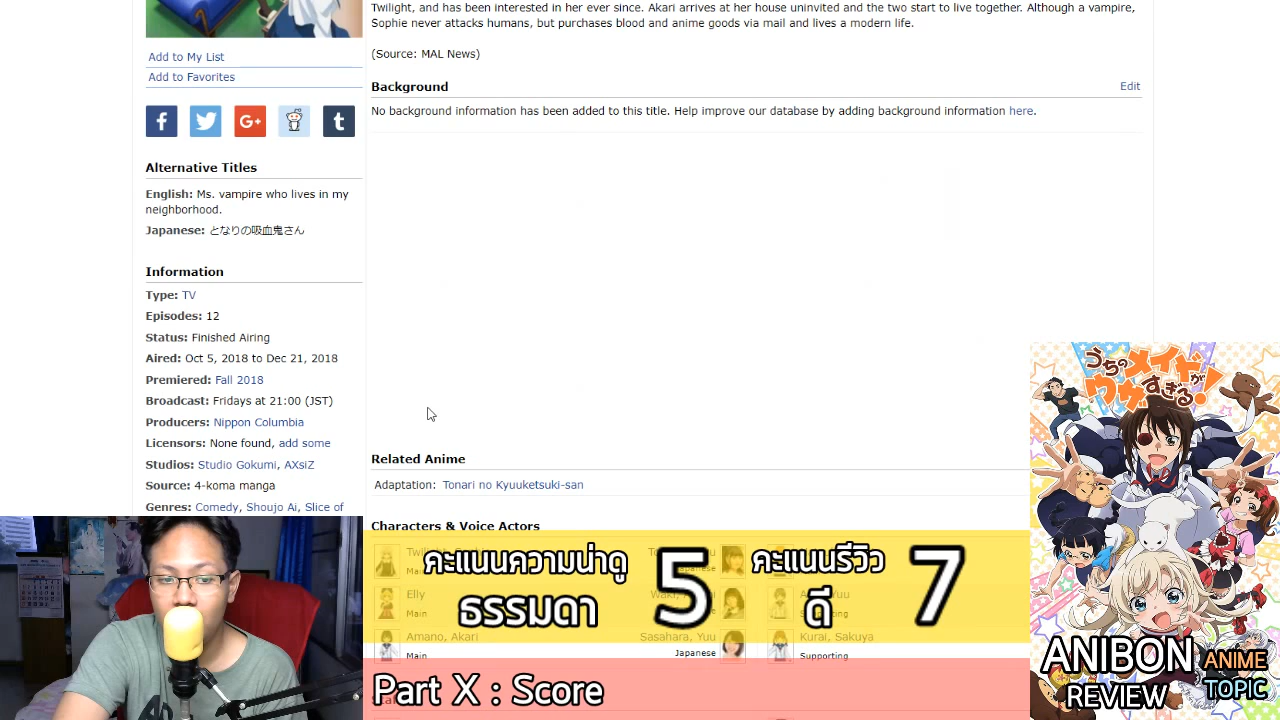 Twilight, and has been interested in her ever since. Akari arrives at her house uninvited and the two start to live together. Although a vampire,
Sophie never attacks humans, but purchases blood and anime goods via mail and lives a modern life.
(Source: MAL News)
Add to My List
Add to Favorites
Background
Edit
No background information has been added to this title. Help improve our database by adding background information here.
f
G+
t
Alternative Titles
English: Ms. vampire who lives in my
neighborhood.
Japanese: となりの吸血鬼さん
Information
Type: TV
Episodes: 12
Status: Finished Airing
Aired: Oct 5, 2018 to Dec 21, 2018
Premiered: Fall 2018
Broadcast: Fridays at 21:00 (JST)
Producers: Nippon Columbia
Licensors: None found, add some
Studios: Studio Gokumi, AXsiZ
Source: 4-koma manga
Genres: Comedy, Shoujo Ai, Slice of
Related Anime
Adaptation: Tonari no Kyuuketsuki-san
Characters & Voice Actors
คะแนนความน่าดู
ธรรมดา
5
คะแนนรีวิว
ดี
7
Elly
Main
Amano, Akari
Main
Sasahara, Yuu
Japanese
Kurai, Sakuya
Supporting
Part X : Score
うちの
メイドが
ウザすぎる!
ANIBON
REVIEW
ANIME
TOPIC